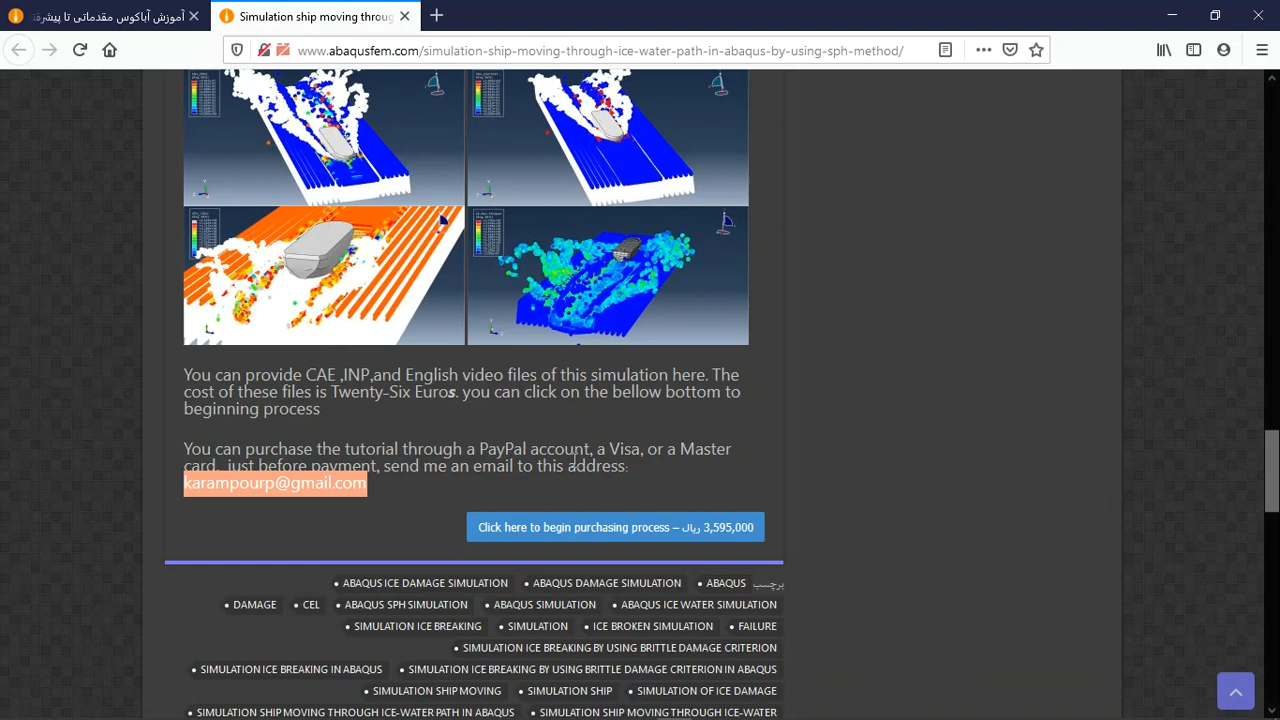 آموزش آباکوس مقدماتی تا پیشرفته
Simulation ship moving throug
www.abaqusfem.com/simulation-ship-moving-through-ice-water-path-in-abaqus-by-using-sph-method/
You can provide CAE ,INP,and English video files of this simulation here. The
cost of these files is Twenty-Six Euros. you can click on the bellow bottom to
beginning process
You can purchase the tutorial through a PayPal account, a Visa, or a Master
card. just before payment, send me an email to this address:
karampourp@gmail.com
Click here to begin purchasing process – ریال 3,595,000
برچسب • ABAQUS • ABAQUS DAMAGE SIMULATION • ABAQUS ICE DAMAGE SIMULATION
• ABAQUS ICE WATER SIMULATION • ABAQUS SIMULATION • ABAQUS SPH SIMULATION • CEL • DAMAGE
• FAILURE • ICE BROKEN SIMULATION • SIMULATION • SIMULATION ICE BREAKING
• SIMULATION ICE BREAKING BY USING BRITTLE DAMAGE CRITERION
• SIMULATION ICE BREAKING BY USING BRITTLE DAMAGE CRITERION IN ABAQUS • SIMULATION ICE BREAKING IN ABAQUS
• SIMULATION OF ICE DAMAGE • SIMULATION SHIP • SIMULATION SHIP MOVING
• SIMULATION SHIP MOVING THROUGH ICE-WATER • SIMULATION SHIP MOVING THROUGH ICE-WATER PATH IN ABAQUS